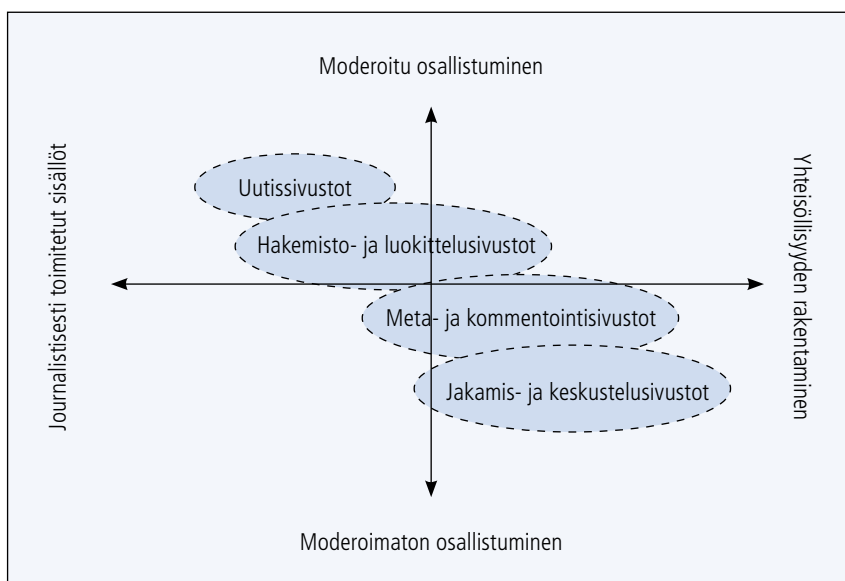 Moderoitu osallistuminen
Journalistisesti toimitetut sisällöt
Yhteisöllisyyden rakentaminen
Uutissivustot
Hakemisto- ja luokittelusivustot
Meta- ja kommentointisivustot
Jakamis- ja keskustelusivustot
Moderoimaton osallistuminen